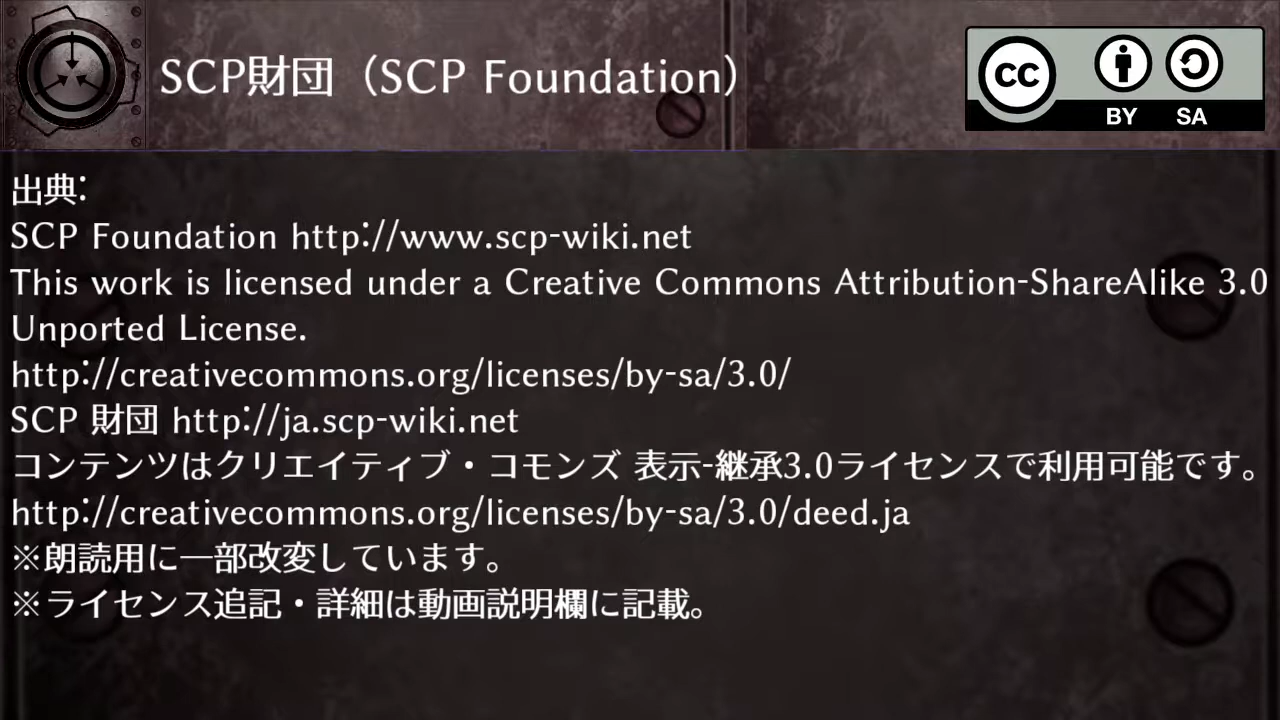 SCP財団（SCP Foundation）
CC
BY SA
出典:
SCP Foundation http://www.scp-wiki.net
This work is licensed under a Creative Commons Attribution-ShareAlike 3.0
Unported License.
http://creativecommons.org/licenses/by-sa/3.0/
SCP 財団 http://ja.scp-wiki.net
コンテンツはクリエイティブ・コモンズ 表示-継承3.0ライセンスで利用可能です。
http://creativecommons.org/licenses/by-sa/3.0/deed.ja
※朗読用に一部改変しています。
※ライセンス追記・詳細は動画説明欄に記載。